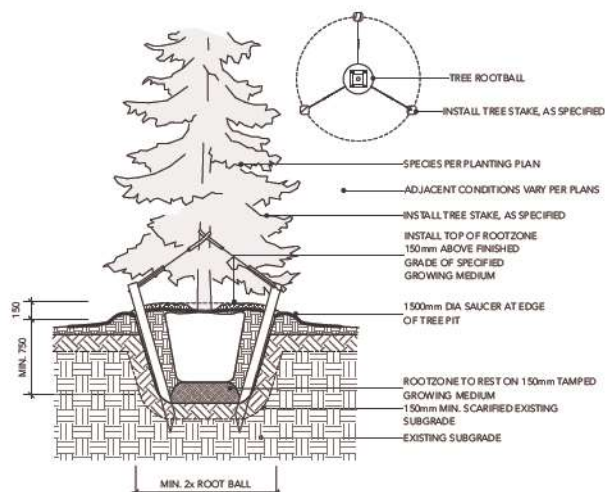 TREE ROOTBALL
INSTALL TREE STAKE, AS SPECIFIED
SPECIES PER PLANTING PLAN
ADJACENT CONDITIONS VARY PER PLANS
INSTALL TREE STAKE, AS SPECIFIED
INSTALL TOP OF ROOTZONE
150mm ABOVE FINISHED
GRADE OF SPECIFIED
GROWING MEDIUM
150
1500mm DIA SAUCER AT EDGE
OF TREE PIT
MIN. 750
ROOTZONE TO REST ON 150mm TAMPED
GROWING MEDIUM
150mm MIN. SCARIFIED EXISTING
SUBGRADE
EXISTING SUBGRADE
MIN. 2x ROOT BALL